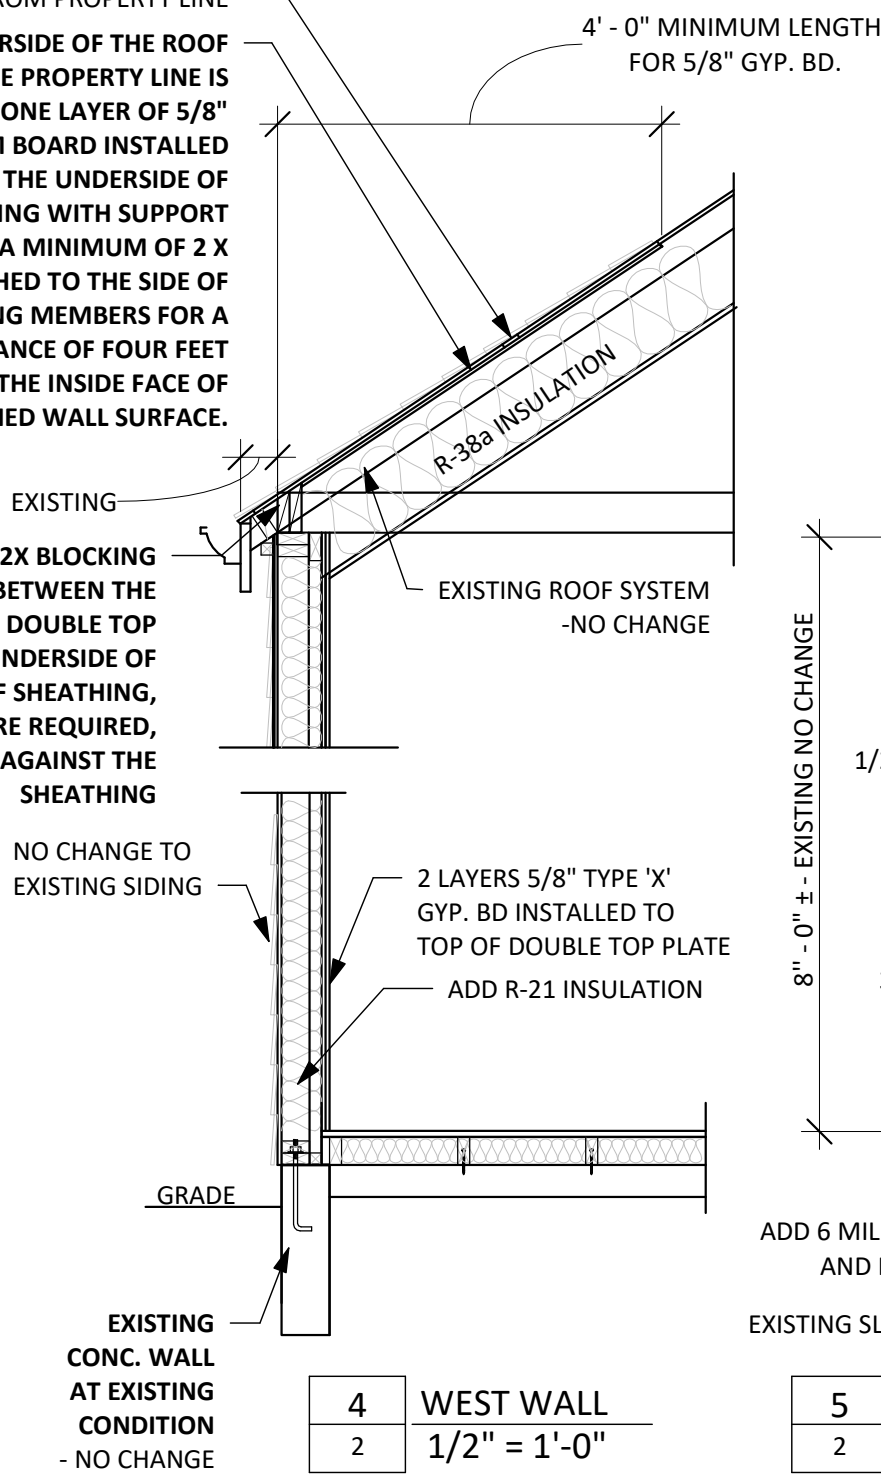 ROM PROPERTY LINE
RSIDE OF THE ROOF
E PROPERTY LINE IS
ONE LAYER OF 5/8"
M BOARD INSTALLED
THE UNDERSIDE OF
ING WITH SUPPORT
A MINIMUM OF 2 X
HED TO THE SIDE OF
NG MEMBERS FOR A
ANCE OF FOUR FEET
THE INSIDE FACE OF
HED WALL SURFACE.
4' - 0" MINIMUM LENGTH
FOR 5/8" GYP. BD.
R-38a INSULATION
EXISTING
2X BLOCKING
BETWEEN THE
DOUBLE TOP
NDERSIDE OF
F SHEATHING,
RE REQUIRED,
AGAINST THE
SHEATHING
EXISTING ROOF SYSTEM
-NO CHANGE
8" - 0" ± - EXISTING NO CHANGE
1/
NO CHANGE TO
EXISTING SIDING
2 LAYERS 5/8" TYPE 'X'
GYP. BD INSTALLED TO
TOP OF DOUBLE TOP PLATE
ADD R-21 INSULATION
GRADE
ADD 6 MIL
AND
EXISTING SL
EXISTING
CONC. WALL
AT EXISTING
CONDITION
- NO CHANGE
4
2
WEST WALL
1/2" = 1'-0"
5
2